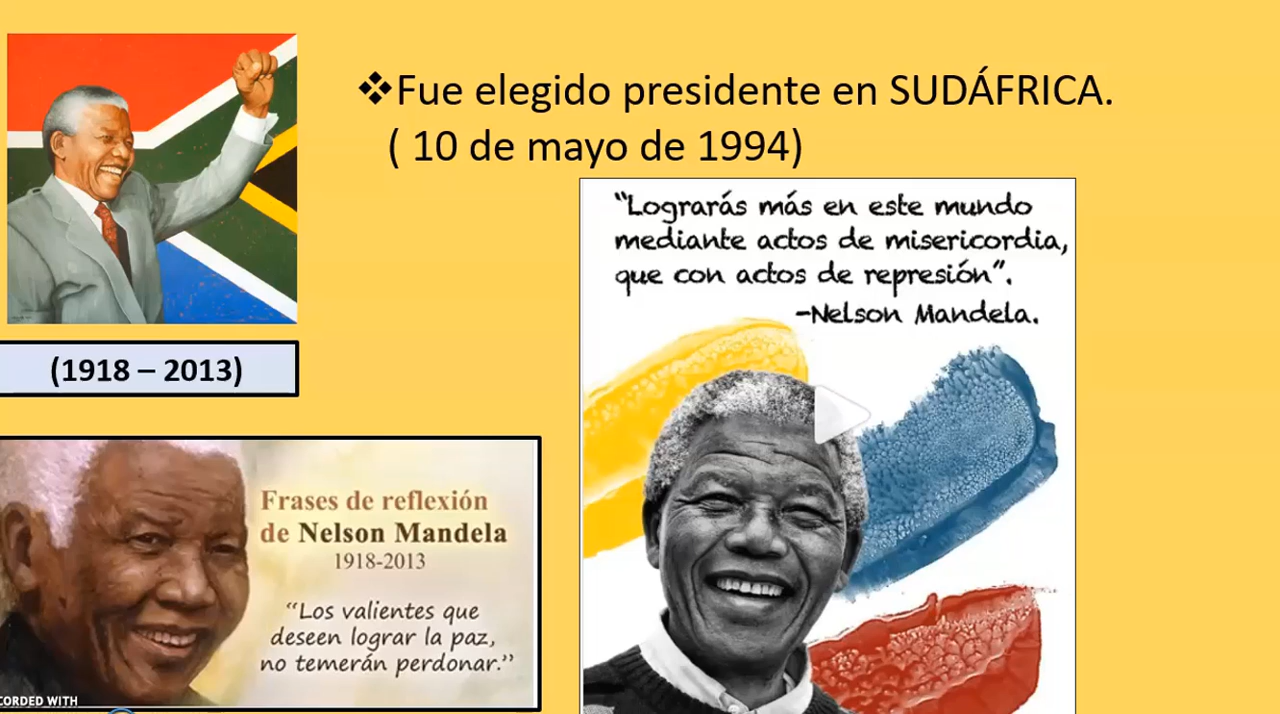 ❖Fue elegido presidente en SUDÁFRICA.
( 10 de mayo de 1994)
“Lograrás más en este mundo
mediante actos de misericordia,
que con actos de represión”.
-Nelson Mandela.
(1918 – 2013)
Frases de reflexión
de Nelson Mandela
1918-2013
“Los valientes que
deseen lograr la paz,
no temerán perdonar.”
CORDED WITH